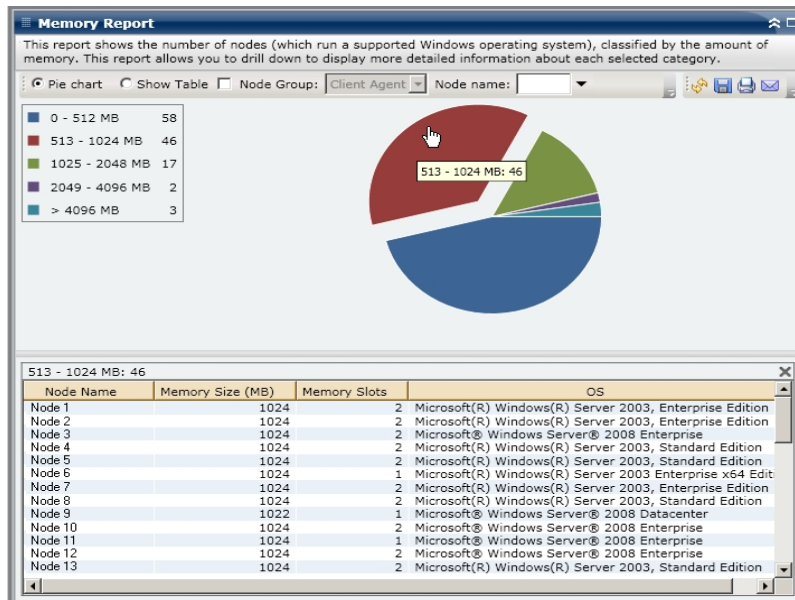 Memory Report
This report shows the number of nodes (which run a supported Windows operating system), classified by the amount of
memory. This report allows you to drill down to display more detailed information about each selected category.
Pie chart Show Table Node Group: Client Agent Node name:
0 - 512 MB 58
513 - 1024 MB 46
1025 - 2048 MB 17
2049 - 4096 MB 2
> 4096 MB 3
513 - 1024 MB: 46
513 - 1024 MB: 46
Node Name Memory Size (MB) Memory Slots OS
Node 1 1024 2 Microsoft(R) Windows(R) Server 2003, Enterprise Edition
Node 2 1024 2 Microsoft(R) Windows(R) Server 2003, Enterprise Edition
Node 3 1024 2 Microsoft® Windows Server® 2008 Enterprise
Node 4 1024 2 Microsoft(R) Windows(R) Server 2003, Standard Edition
Node 5 1024 2 Microsoft(R) Windows(R) Server 2003, Standard Edition
Node 6 1024 1 Microsoft(R) Windows(R) Server 2003 Enterprise x64 Edit
Node 7 1024 2 Microsoft(R) Windows(R) Server 2003, Enterprise Edition
Node 8 1024 2 Microsoft(R) Windows(R) Server 2003, Standard Edition
Node 9 1022 1 Microsoft® Windows Server® 2008 Datacenter
Node 10 1024 2 Microsoft® Windows Server® 2008 Enterprise
Node 11 1024 1 Microsoft® Windows Server® 2008 Enterprise
Node 12 1024 2 Microsoft® Windows Server® 2008 Enterprise
Node 13 1024 2 Microsoft(R) Windows(R) Server 2003, Standard Edition